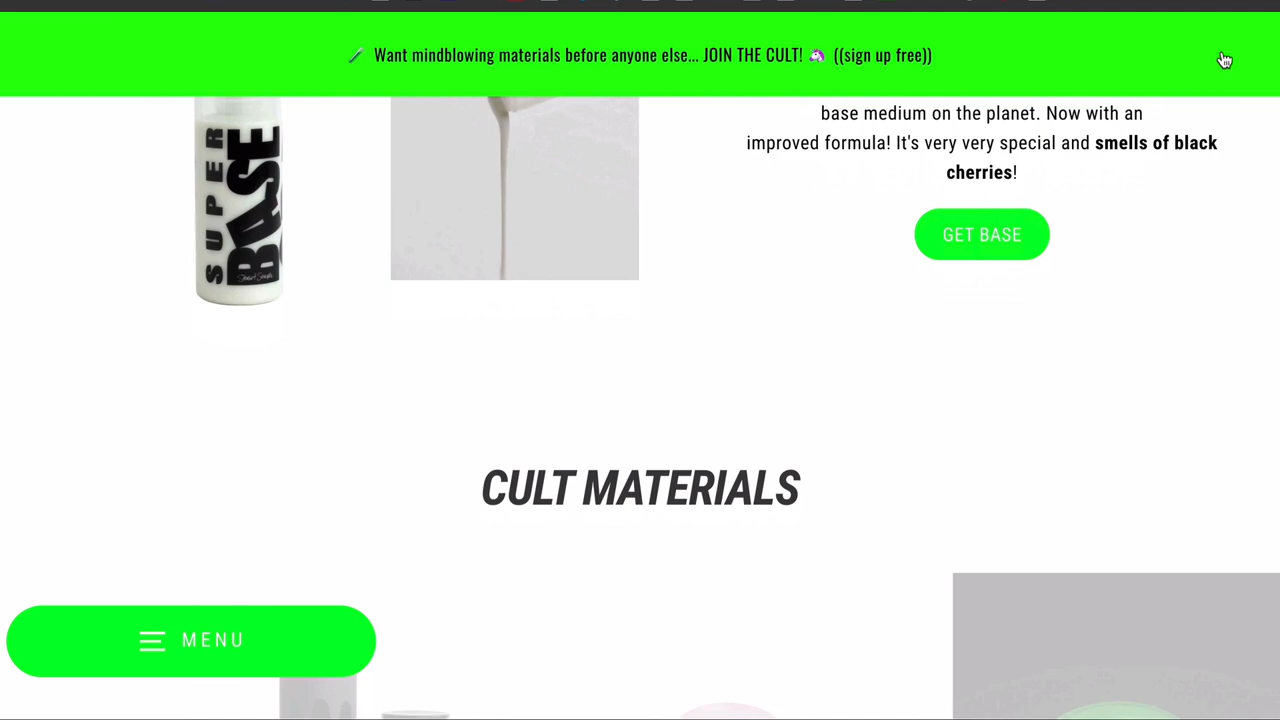 Want mindblowing materials before anyone else... JOIN THE CULT! 🦄 ((sign up free))
base medium on the planet. Now with an
improved formula! It's very very special and smells of black
cherries!
SUPER
BASE
GET BASE
CULT MATERIALS
MENU